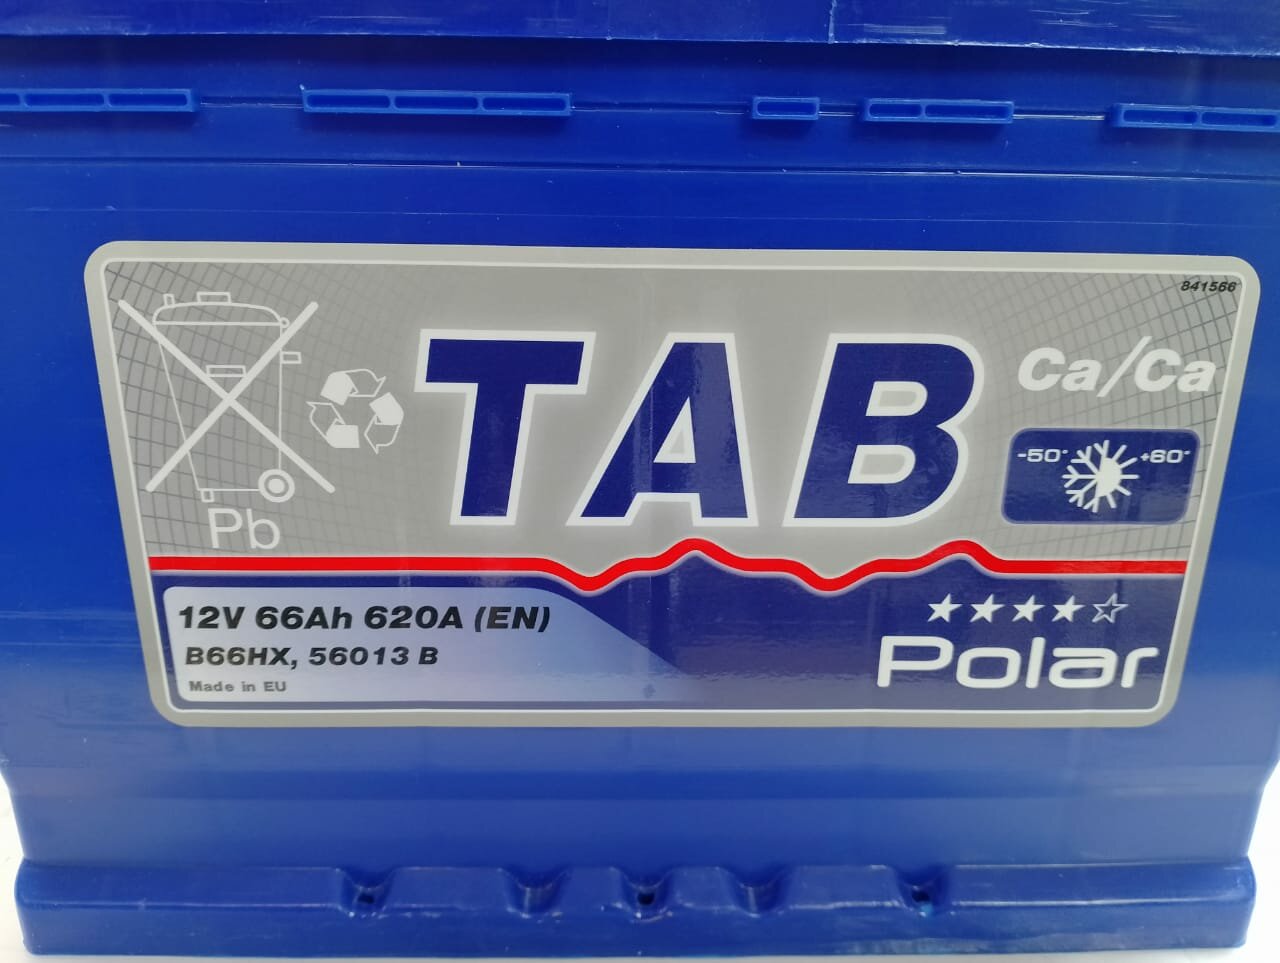 841566
TAB
Ca/Ca
-50° +60°
Pb
12V 66Ah 620A (EN)
B66HX, 56013 B
Made in EU
Polar